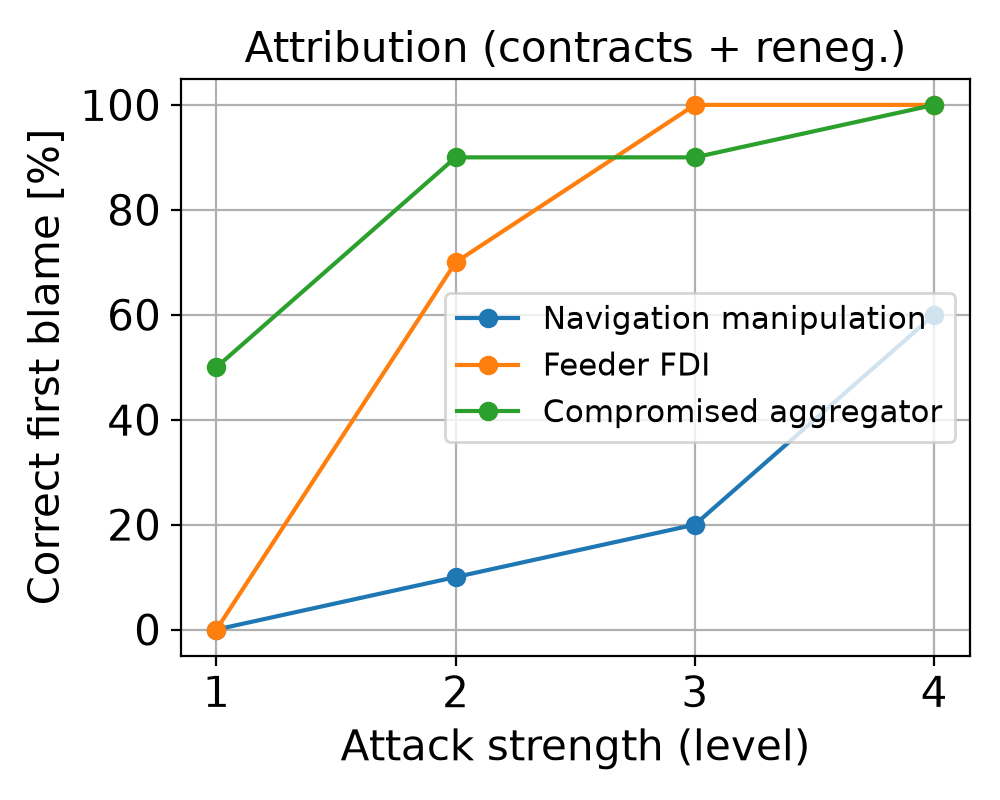 Attribution (contracts + reneg.)
Correct first blame [%]
100
80
60
40
20
0
Navigation manipulation
Feeder FDI
Compromised aggregator
1 2 3 4
Attack strength (level)